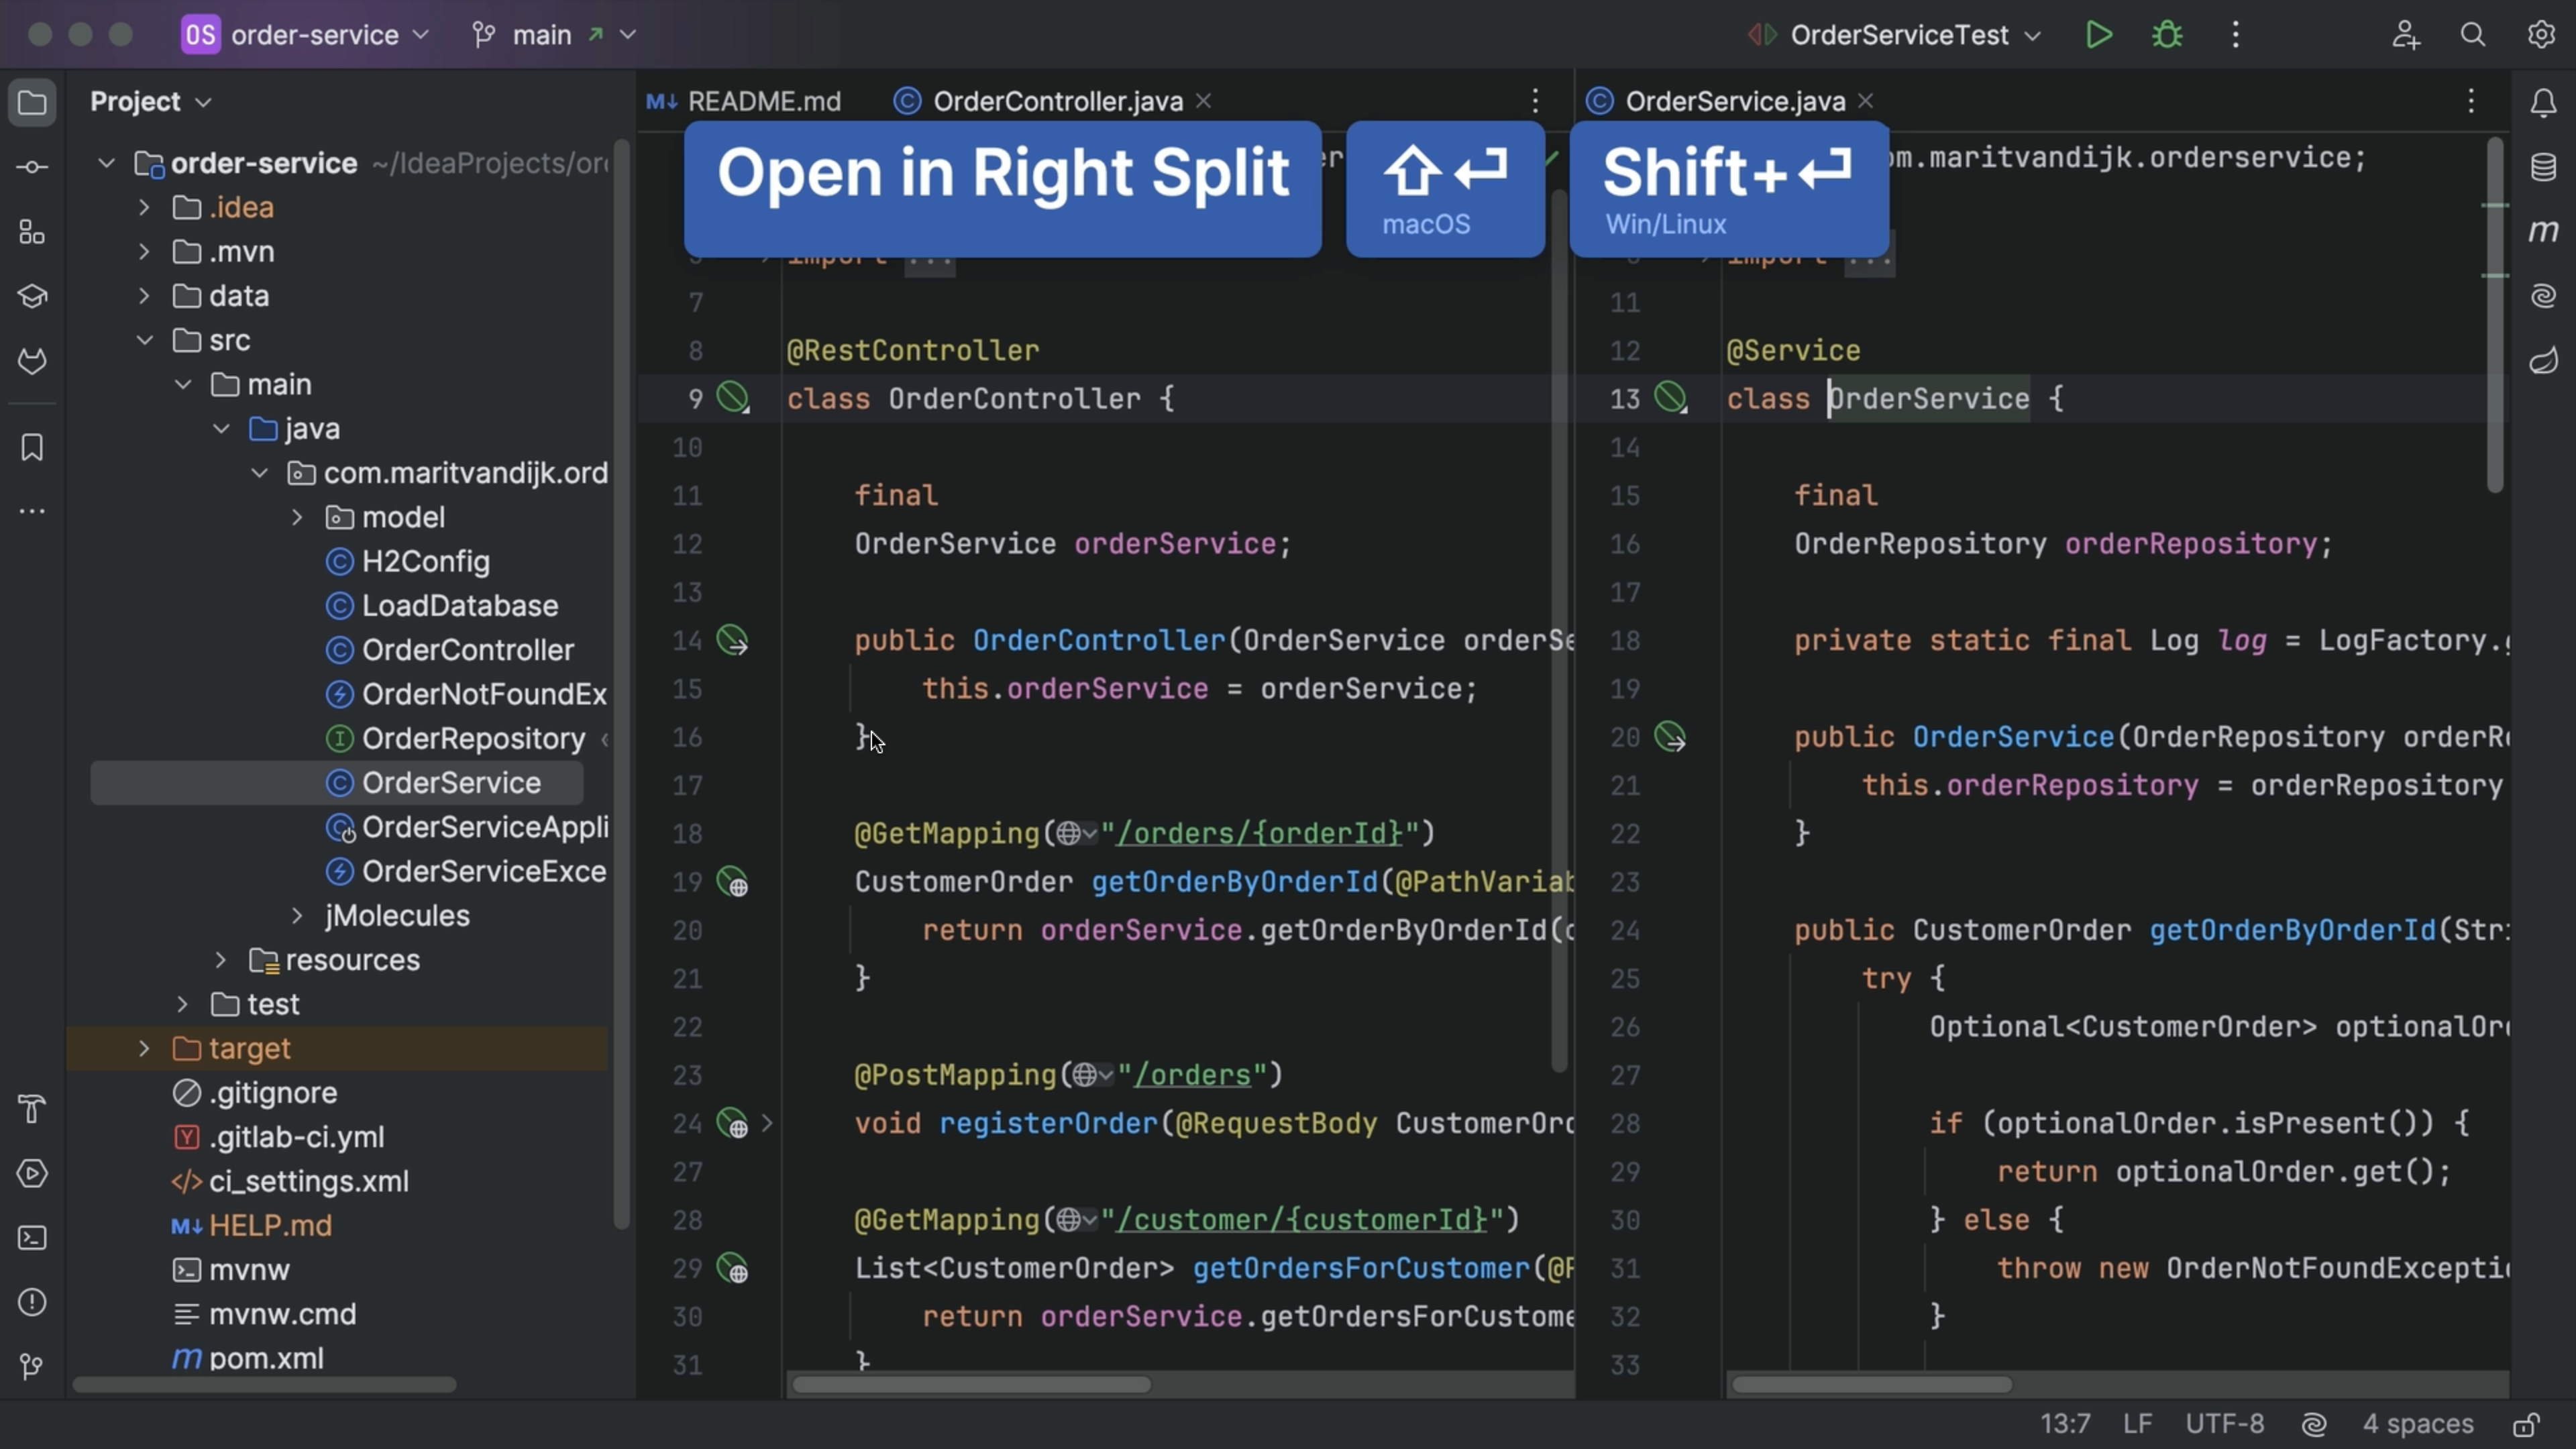 OS order-service
main
OrderServiceTest
Project
README.md
OrderController.java
OrderService.java
Open in Right Split
⇧⏎
macOS
Shift+⏎
Win/Linux
order-service ~/IdeaProjects/ord
.idea
.mvn
data
src
main
java
com.maritvandijk.ord
model
H2Config
LoadDatabase
OrderController
OrderNotFoundEx
OrderRepository
OrderService
OrderServiceAppli
OrderServiceExce
jMolecules
resources
test
target
.gitignore
.gitlab-ci.yml
ci_settings.xml
HELP.md
mvnw
mvnw.cmd
pom.xml
import ...
7
8 @RestController
9 class OrderController {
10
11 final
12 OrderService orderService;
13
14 public OrderController(OrderService orderSe
15 this.orderService = orderService;
16 }
17
18 @GetMapping("/orders/{orderId}")
19 CustomerOrder getOrderByOrderId(@PathVariab
20 return orderService.getOrderByOrderId(o
21 }
22
23 @PostMapping("/orders")
24 void registerOrder(@RequestBody CustomerOrd
27
28 @GetMapping("/customer/{customerId}")
29 List<CustomerOrder> getOrdersForCustomer(@P
30 return orderService.getOrdersForCustome
31 }
om.maritvandijk.orderservice;
import ...
11
12 @Service
13 class OrderService {
14
15 final
16 OrderRepository orderRepository;
17
18 private static final Log log = LogFactory.g
19
20 public OrderService(OrderRepository orderRe
21 this.orderRepository = orderRepository
22 }
23
24 public CustomerOrder getOrderByOrderId(Stri
25 try {
26 Optional<CustomerOrder> optionalOrd
27
28 if (optionalOrder.isPresent()) {
29 return optionalOrder.get();
30 } else {
31 throw new OrderNotFoundExceptio
32 }
33
13:7 LF UTF-8 4 spaces